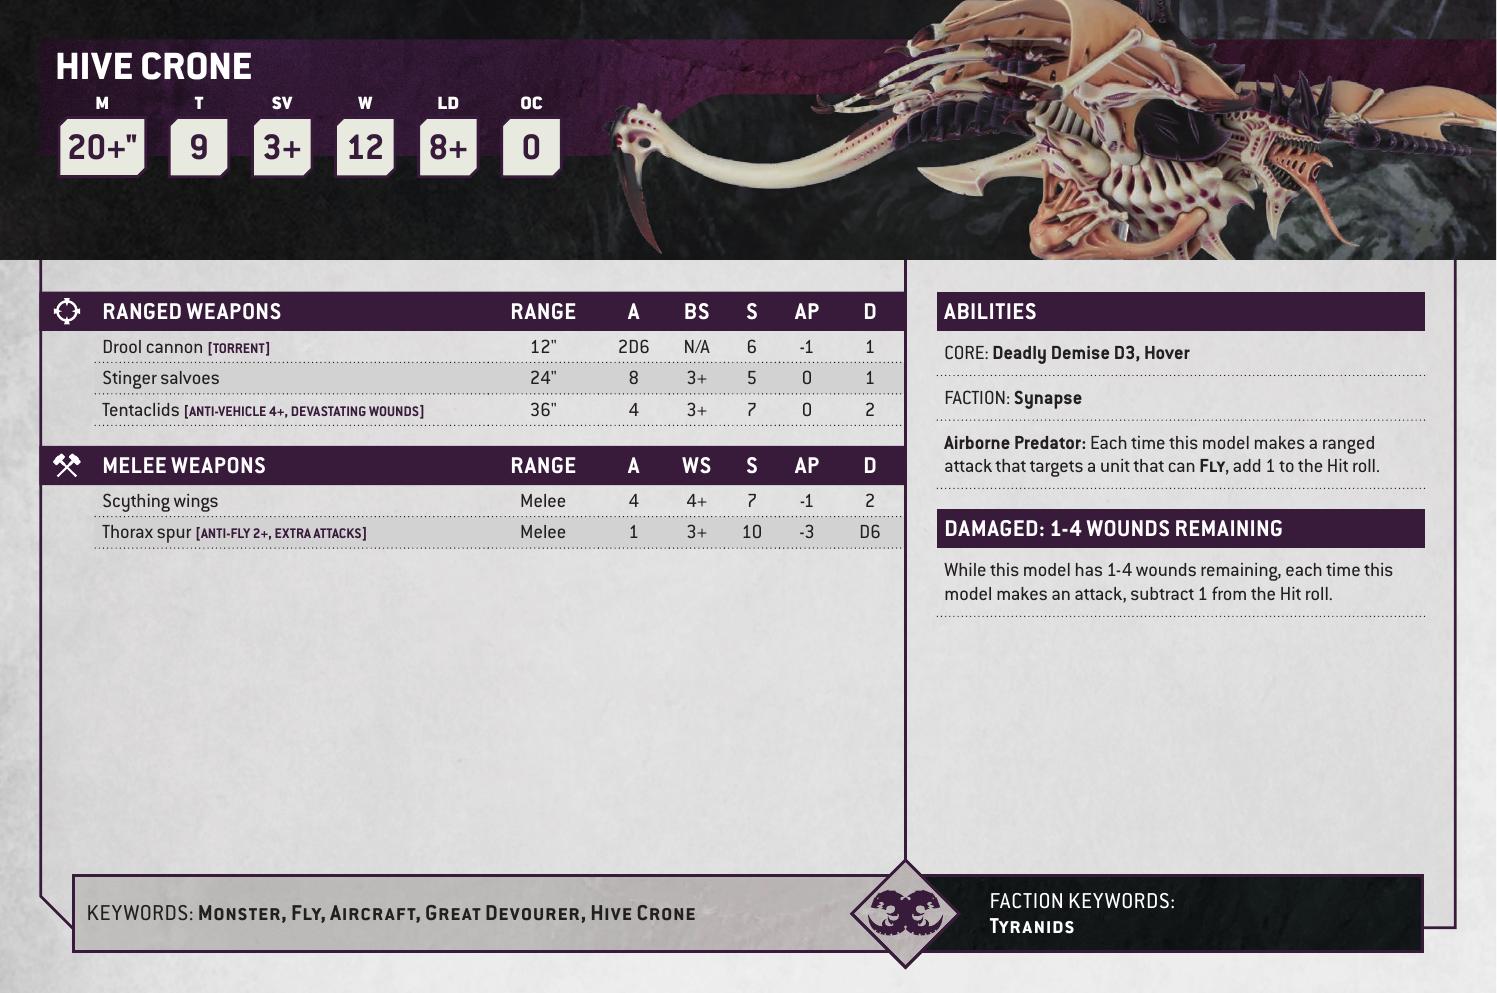 HIVE CRONE
M T SV W LD OC
20+" 9 3+ 12 8+ 0
RANGED WEAPONS RANGE A BS S AP D
Drool cannon [TORRENT] 12" 2D6 N/A 6 -1 1
Stinger salvoes 24" 8 3+ 5 0 1
Tentaclids [ANTI-VEHICLE 4+, DEVASTATING WOUNDS] 36" 4 3+ 7 0 2
MELEE WEAPONS RANGE A WS S AP D
Scything wings Melee 4 4+ 7 -1 2
Thorax spur [ANTI-FLY 2+, EXTRA ATTACKS] Melee 1 3+ 10 -3 D6
ABILITIES
CORE: Deadly Demise D3, Hover
FACTION: Synapse
Airborne Predator: Each time this model makes a ranged
attack that targets a unit that can FLY, add 1 to the Hit roll.
DAMAGED: 1-4 WOUNDS REMAINING
While this model has 1-4 wounds remaining, each time this
model makes an attack, subtract 1 from the Hit roll.
KEYWORDS: MONSTER, FLY, AIRCRAFT, GREAT DEVOURER, HIVE CRONE
FACTION KEYWORDS:
TYRANIDS